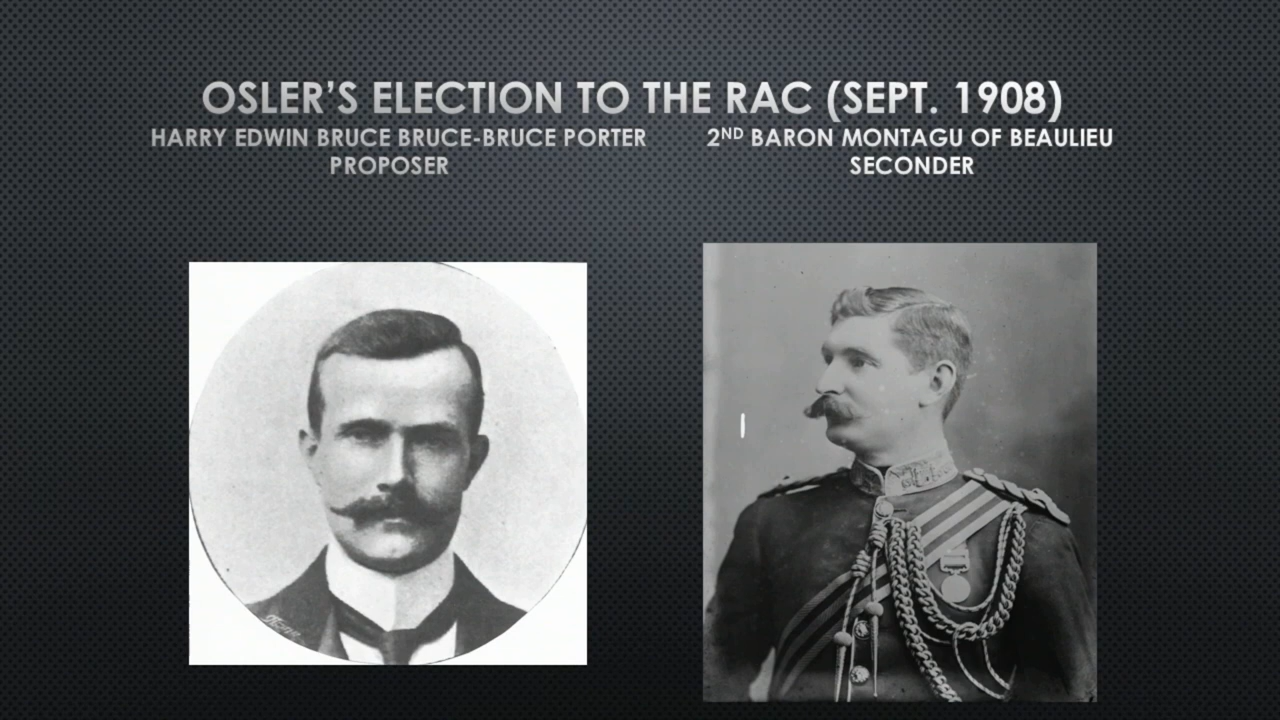 OSLER'S ELECTION TO THE RAC (SEPT. 1908)
HARRY EDWIN BRUCE BRUCE-BRUCE PORTER
PROPOSER
2ND BARON MONTAGU OF BEAULIEU
SECONDER